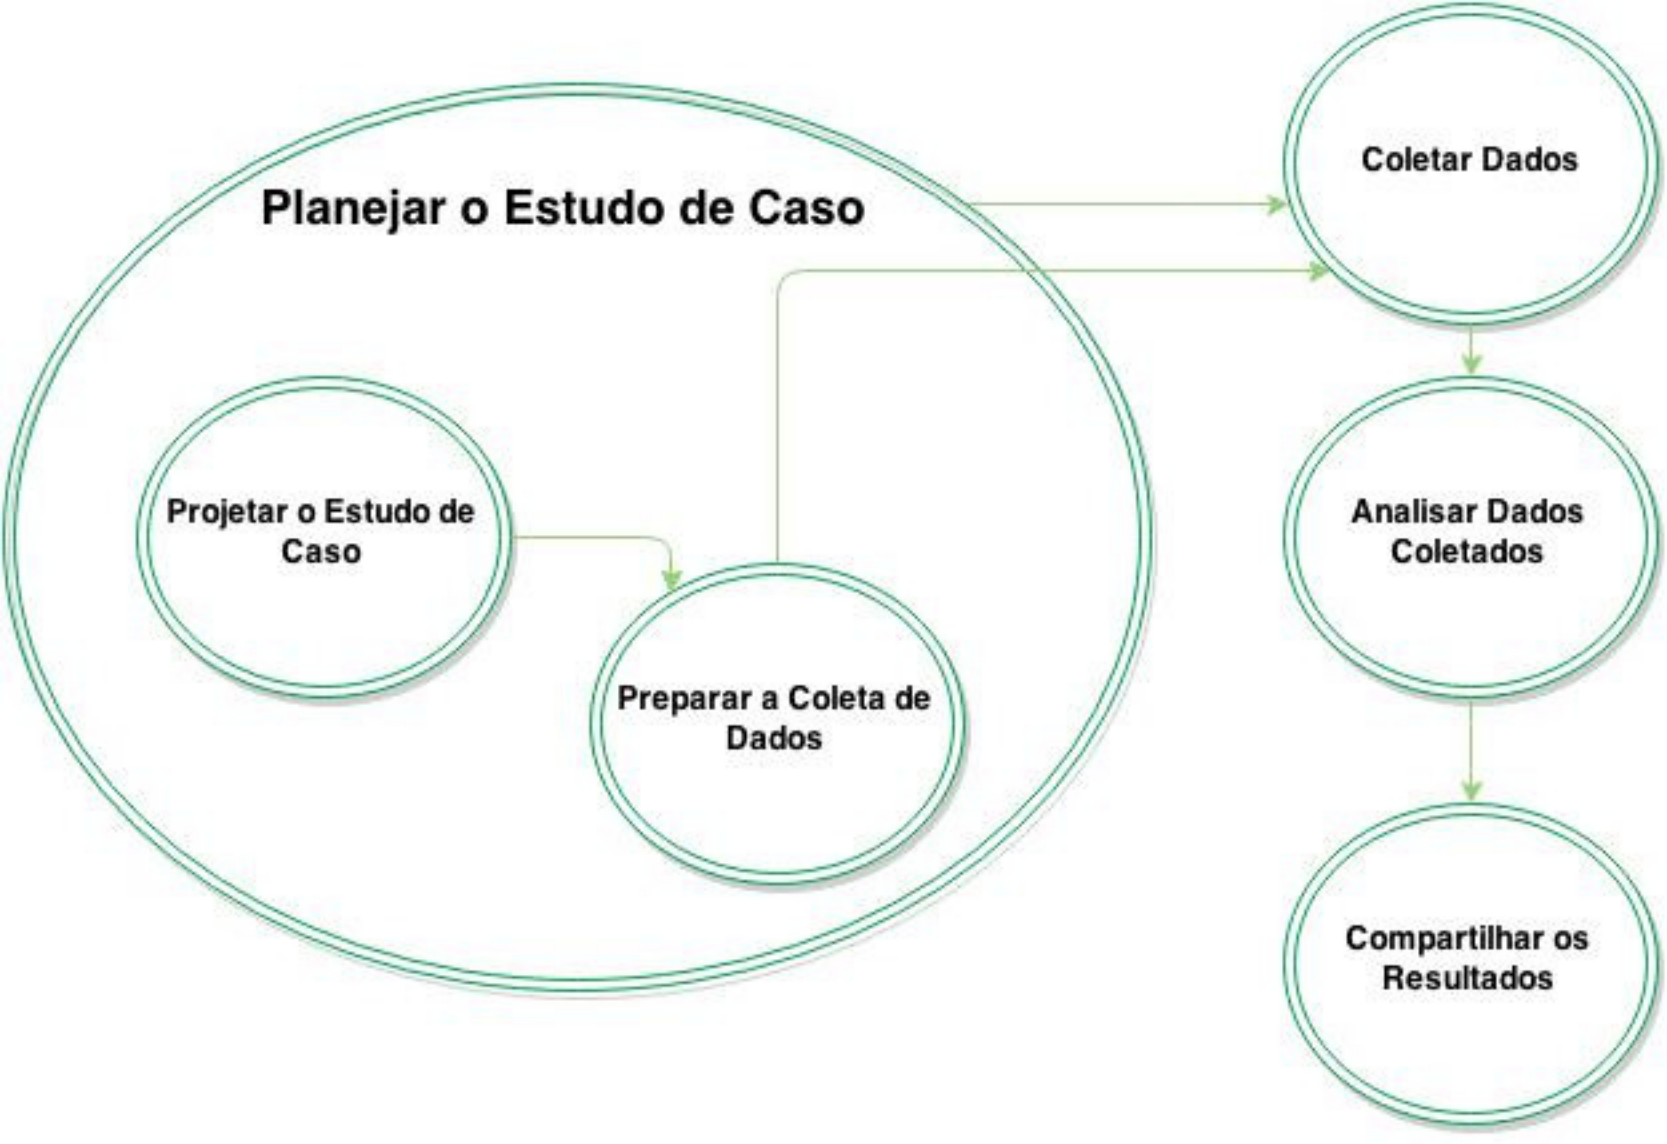 Planejar o Estudo de Caso
Projetar o Estudo de
Caso
Preparar a Coleta de
Dados
Coletar Dados
Analisar Dados
Coletados
Compartilhar os
Resultados